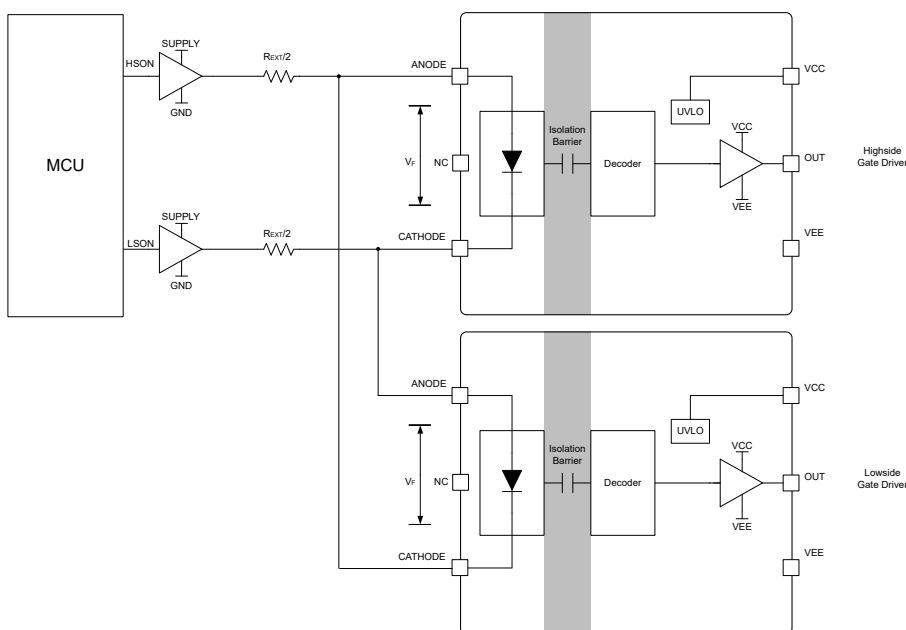 MCU
HSON
SUPPLY
GND
REXT/2
LSON
SUPPLY
GND
REXT/2
ANODE
VF
NC
CATHODE
Isolation
Barrier
Decoder
UVLO
VCC
VEE
VCC
OUT
VEE
Highside
Gate Driver
ANODE
VF
NC
CATHODE
Isolation
Barrier
Decoder
UVLO
VCC
VEE
VCC
OUT
VEE
Lowside
Gate Driver